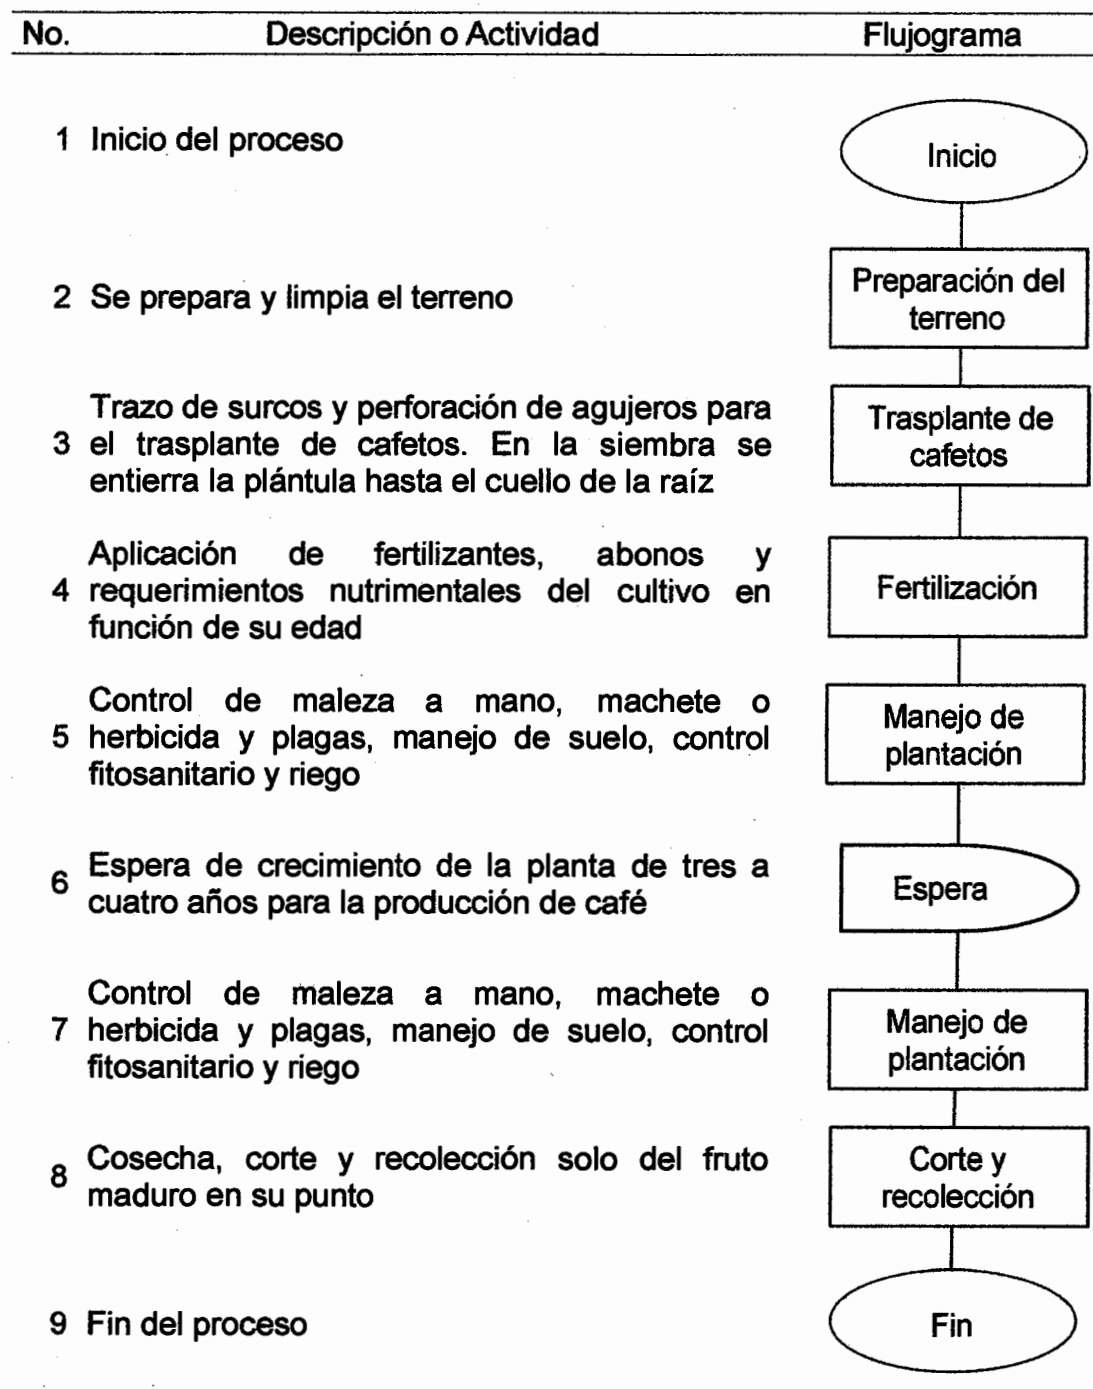 No. Descripción o Actividad Flujograma
1 Inicio del proceso
Inicio
2 Se prepara y limpia el terreno
Preparación del
terreno
Trazo de surcos y perforación de agujeros para
3 el trasplante de cafetos. En la siembra se
entierra la plántula hasta el cuello de la raíz
Trasplante de
cafetos
Aplicación de fertilizantes, abonos y
4 requerimientos nutrimentales del cultivo en
función de su edad
Fertilización
Control de maleza a mano, machete o
5 herbicida y plagas, manejo de suelo, control
fitosanitario y riego
Manejo de
plantación
6 Espera de crecimiento de la planta de tres a
cuatro años para la producción de café
Espera
Control de maleza a mano, machete o
7 herbicida y plagas, manejo de suelo, control
fitosanitario y riego
Manejo de
plantación
8 Cosecha, corte y recolección solo del fruto
maduro en su punto
Corte y
recolección
9 Fin del proceso
Fin